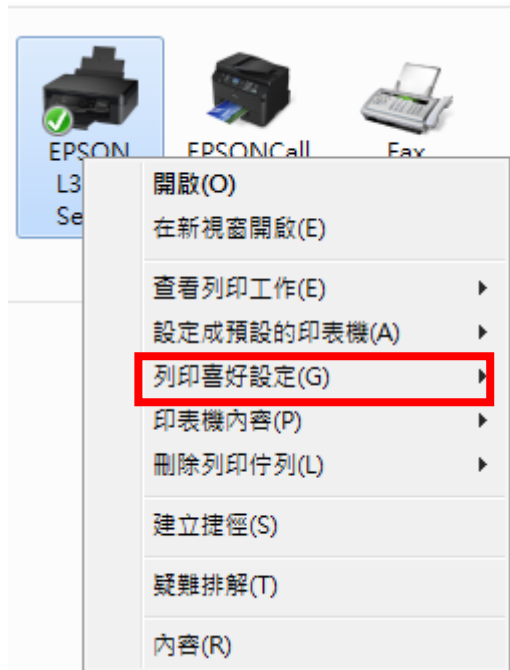 EPSON
EPSONCall
Fax
L3
Se
開啟(O)
在新視窗開啟(E)
查看列印工作(E)
設定成預設的印表機(A)
列印喜好設定(G)
印表機內容(P)
刪除列印佇列(L)
建立捷徑(S)
疑難排解(T)
內容(R)